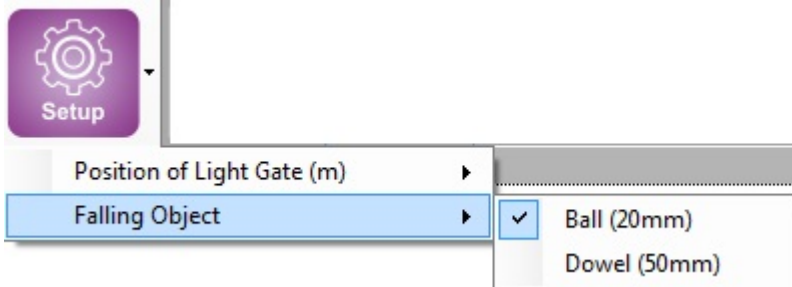 Setup
Position of Light Gate (m)
Falling Object
Ball (20mm)
Dowel (50mm)